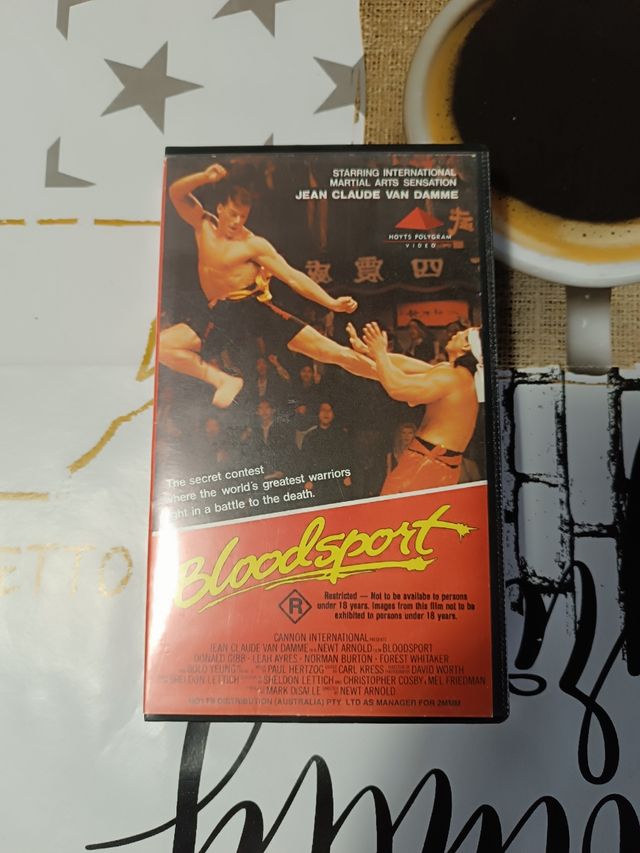 STARRING INTERNATIONAL
MARTIAL ARTS SENSATION
JEAN CLAUDE VAN DAMME
HOYTS POLYGRAM
VIDEO
四
The secret contest
where the world's greatest warriors
fight in a battle to the death.
Bloodsport
R
Restricted — Not to be availabe to persons
under 18 years. Images from this film not to be
exhibited to persons under 18 years.
CANNON INTERNATIONAL PRESENTS
JEAN CLAUDE VAN DAMME NEWT ARNOLD BLOODSPORT
DONALD GIBB · LEAH AYRES · NORMAN BURTON · FOREST WHITAKER
BOLO YEUNG PAUL HERTZOG CARL KRESS DAVID WORTH
SHELDON LETTICH SHELDON LETTICH AND CHRISTOPHER COSBY & MEL FRIEDMAN
MARK DiSALLE NEWT ARNOLD
HOYTS DISTRIBUTION (AUSTRALIA) PTY LTD AS MANAGER FOR 2MMM
ETTO